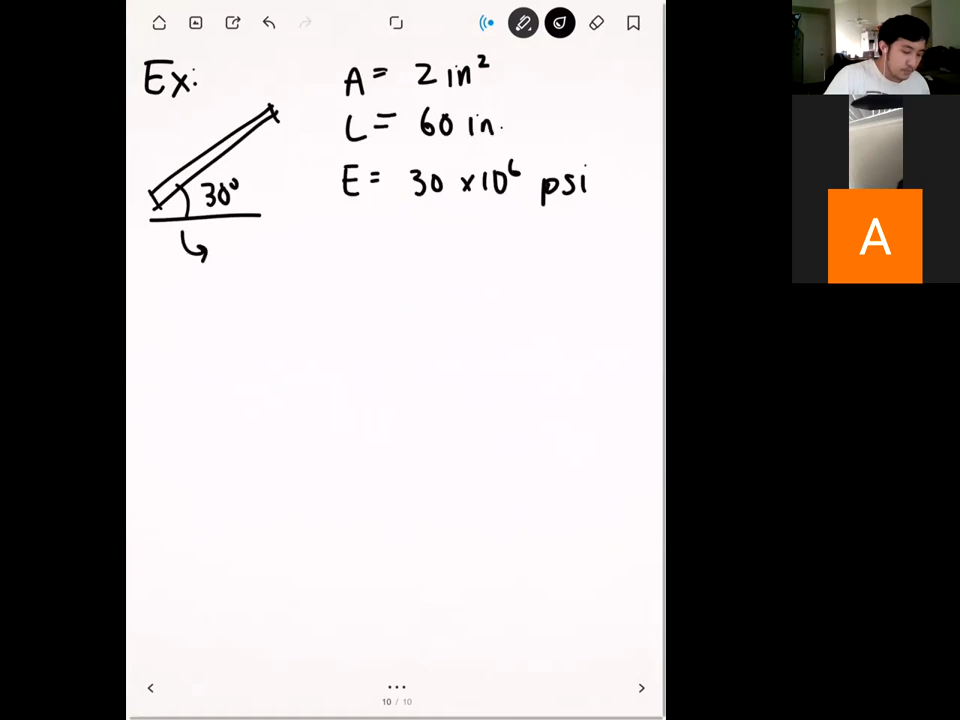 Ex:
A = 2 in²
L = 60 in.
E = 30 ×10⁶ psi
30°
A
10 / 10